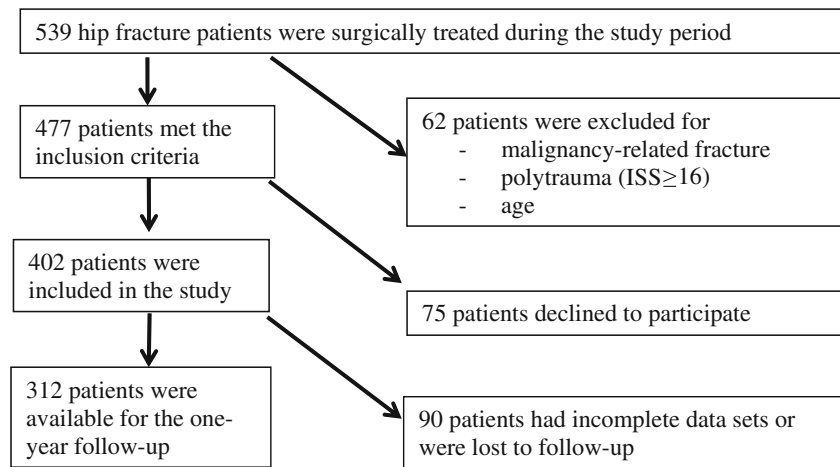 539 hip fracture patients were surgically treated during the study period
477 patients met the
inclusion criteria
62 patients were excluded for
- malignancy-related fracture
- polytrauma (ISS≥16)
- age
402 patients were
included in the study
75 patients declined to participate
312 patients were
available for the one-
year follow-up
90 patients had incomplete data sets or
were lost to follow-up